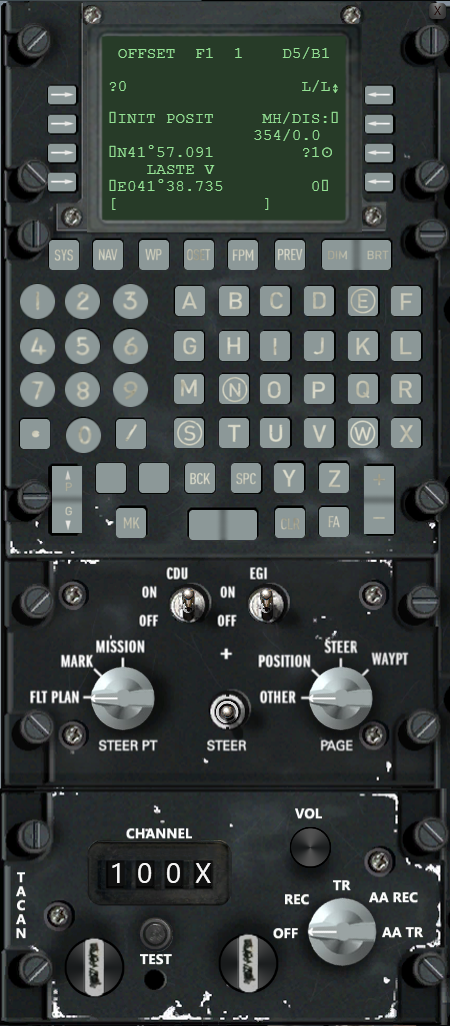 X
OFFSET F1 1 D5/B1
?0 L/L
INIT POSIT MH/DIS:
354/0.0
N41°57.091 ?1
LASTE V
E041°38.735 0
[ ]
SYS NAV WP FPM PREV DIM BRT
1 2 3 A B C D E F
4 5 6 G H I J K L
7 8 9 M N O P Q R
. 0 / S T U V W X
P G BCK SPC Y Z + −
MK CLR FA
CDU EGI
ON ON
OFF OFF
+
MISSION STEER
MARK POSITION WAYPT
FLT PLAN OTHER
STEER PT STEER PAGE
VOL
CHANNEL
100X
TACAN
TR
REC AA REC
OFF AA TR
TEST